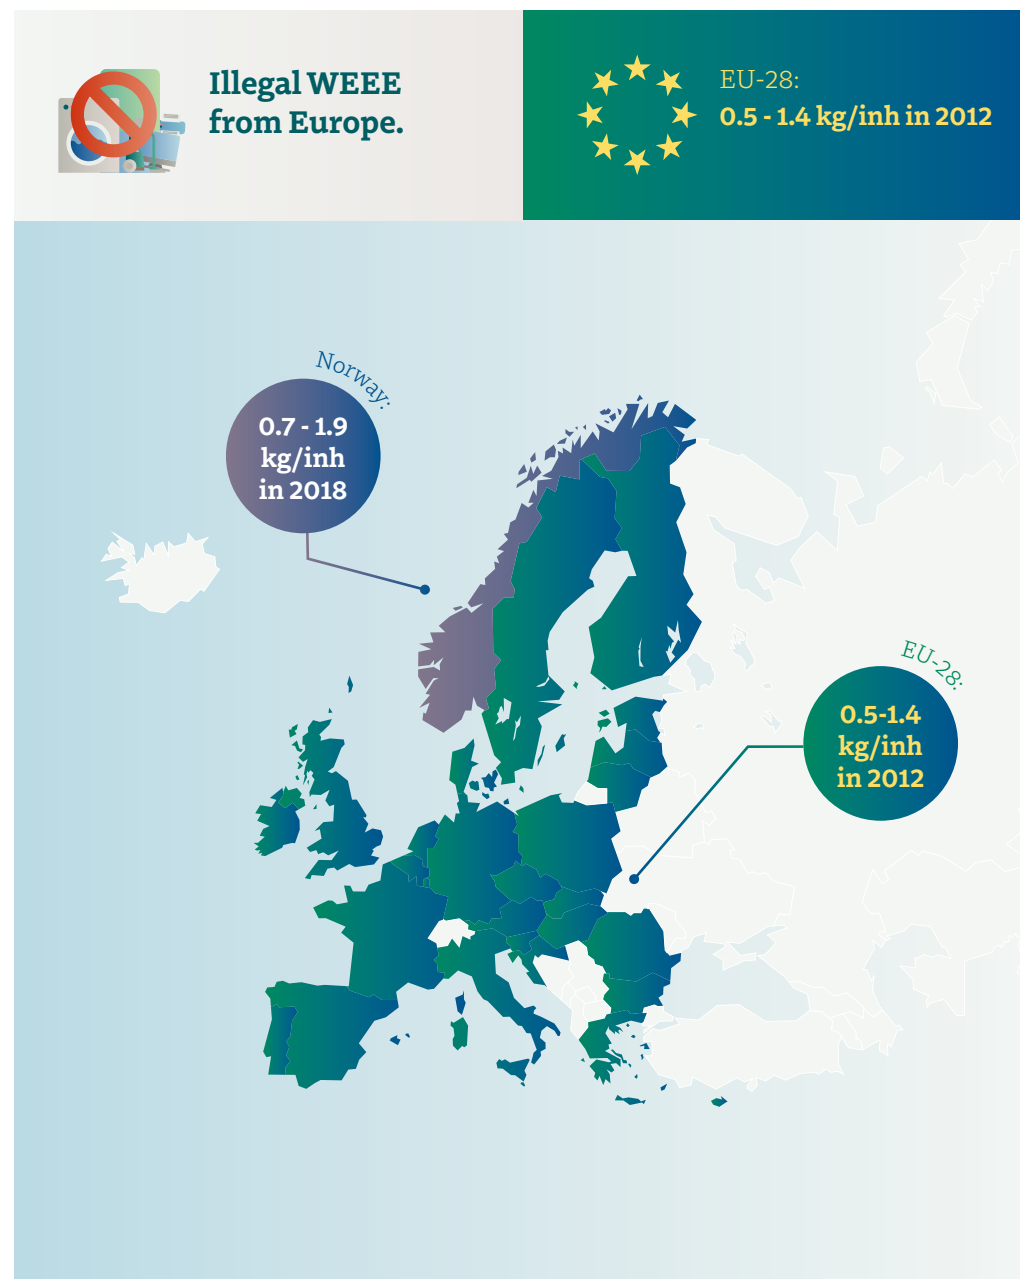 Illegal WEEE
from Europe.
EU-28:
0.5 - 1.4 kg/inh in 2012
Norway:
0.7 - 1.9
kg/inh
in 2018
EU-28:
0.5-1.4
kg/inh
in 2012